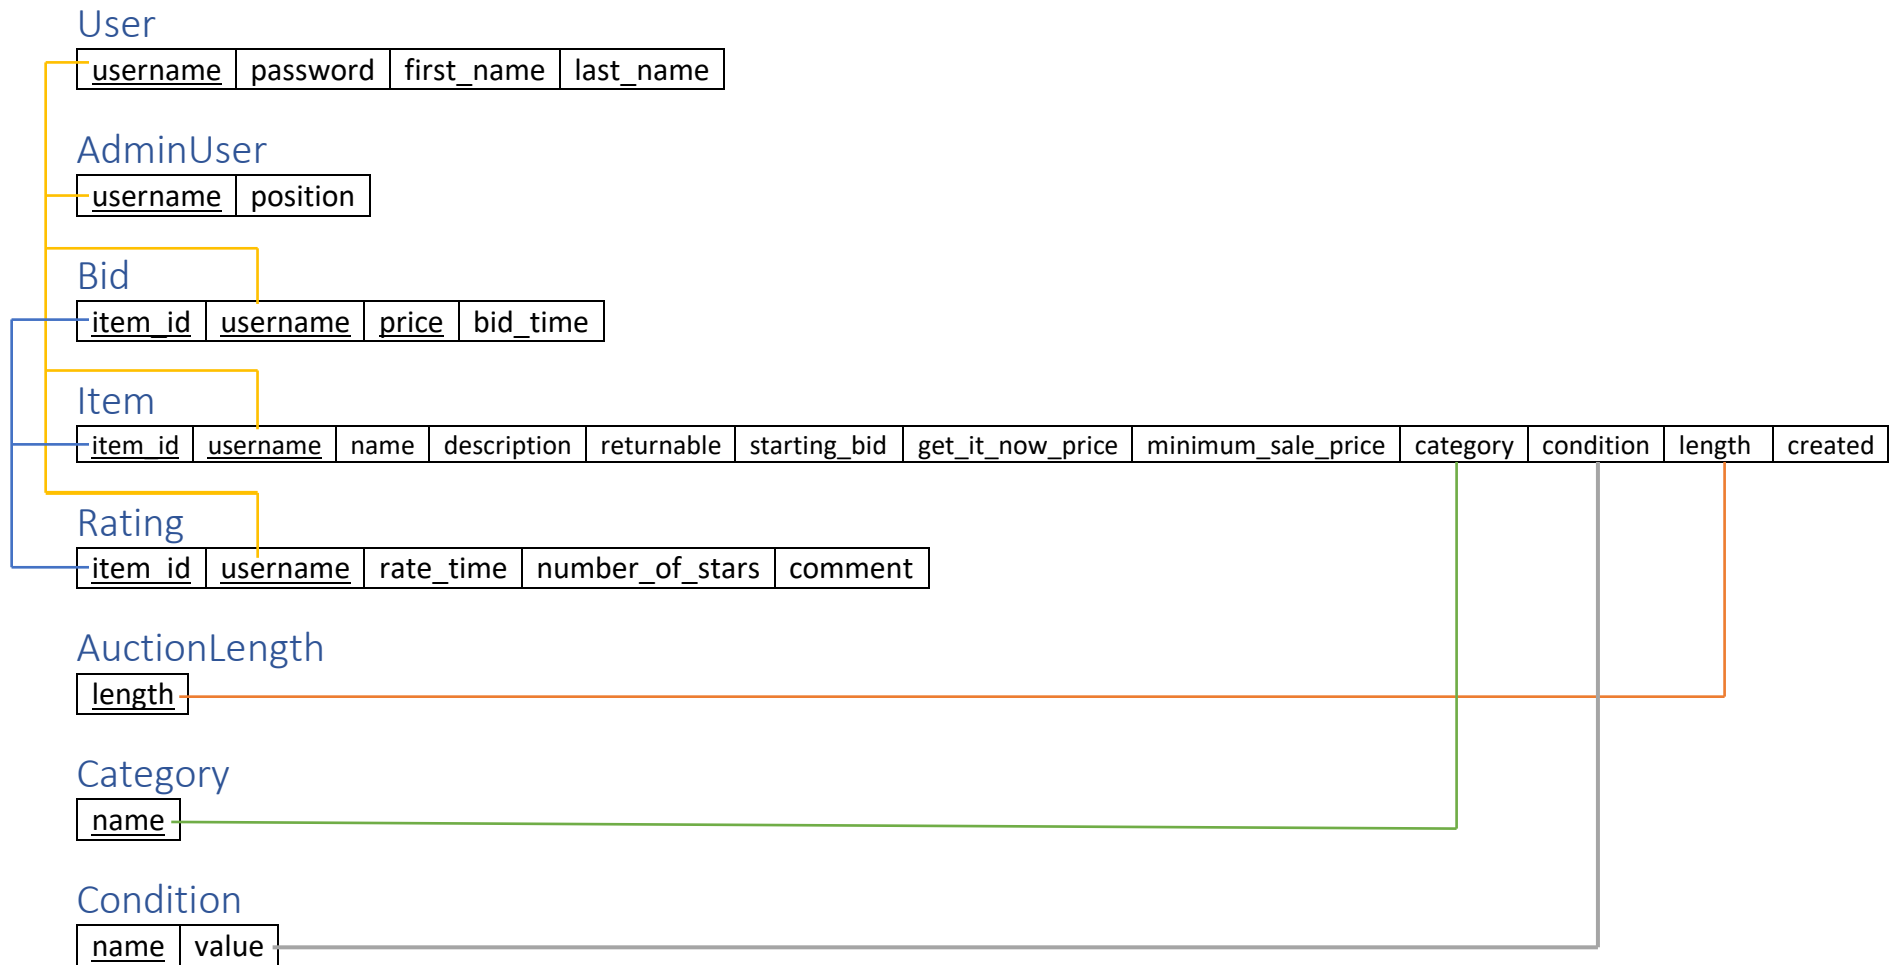 User
username password first_name last_name
AdminUser
username position
Bid
item_id username price bid_time
Item
item_id username name description returnable starting_bid get_it_now_price minimum_sale_price category condition length created
Rating
item_id username rate_time number_of_stars comment
AuctionLength
length
Category
name
Condition
name value